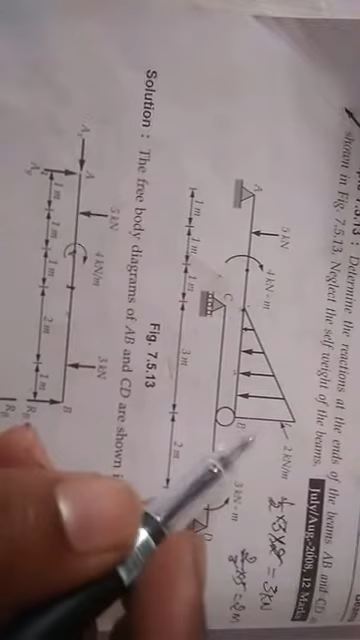 : Determine the reactions at the ends of the beams AB and CD
shown in Fig 7.5.13. Neglect the self weight of the beams.
July/Aug.-2008, 12 Marks
5 kN
4 kN-m
2 kN/m
A
B
C
D
3 kN-m
1 m
1 m
1 m
3 m
2 m
= 3 kN
= 2 m
Fig. 7.5.13
Solution : The free body diagrams of AB and CD are shown i
5 kN
4 kN/m
3 kN
A
B
1 m
1 m
1 m
2 m
1 m